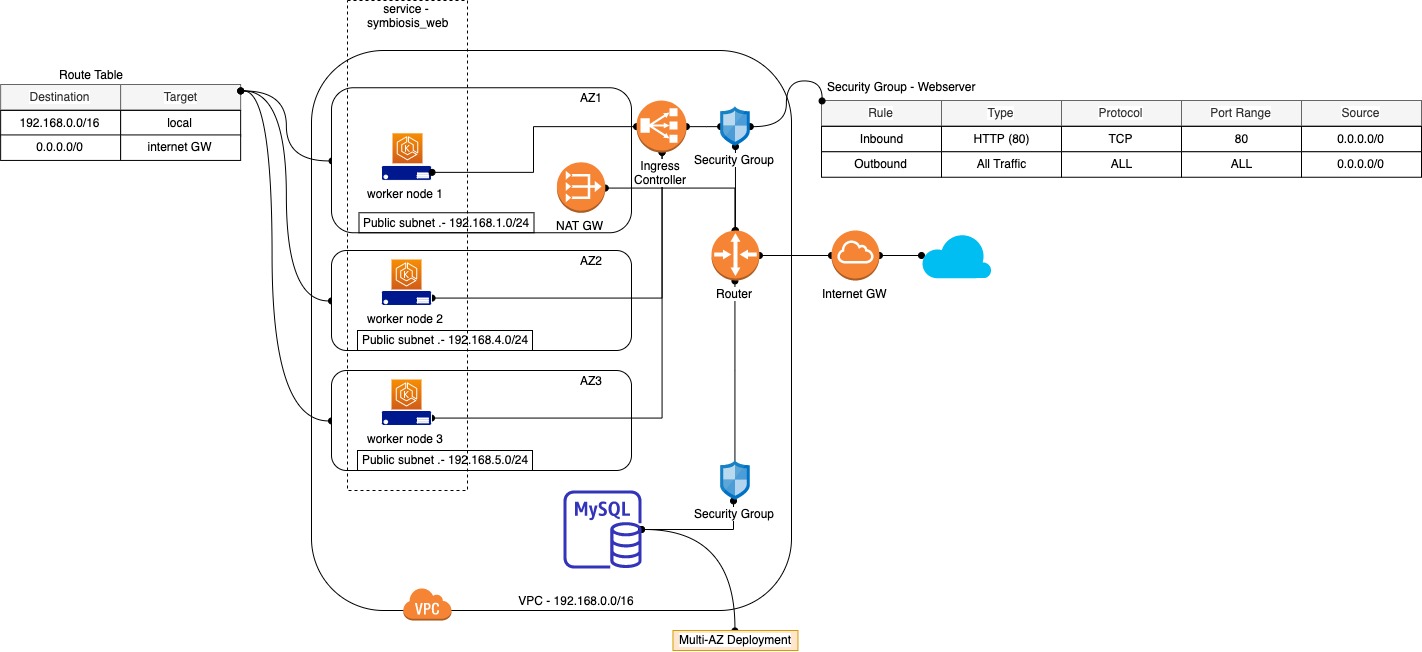 service -
symbiosis_web
Route Table
Destination Target
192.168.0.0/16 local
0.0.0.0/0 internet GW
AZ1
worker node 1
Public subnet .- 192.168.1.0/24
NAT GW
Ingress
Controller
Security Group
Security Group - Webserver
Rule Type Protocol Port Range Source
Inbound HTTP (80) TCP 80 0.0.0.0/0
Outbound All Traffic ALL ALL 0.0.0.0/0
AZ2
worker node 2
Public subnet .- 192.168.4.0/24
Router
Internet GW
AZ3
worker node 3
Public subnet .- 192.168.5.0/24
MySQL
Security Group
VPC
VPC - 192.168.0.0/16
Multi-AZ Deployment